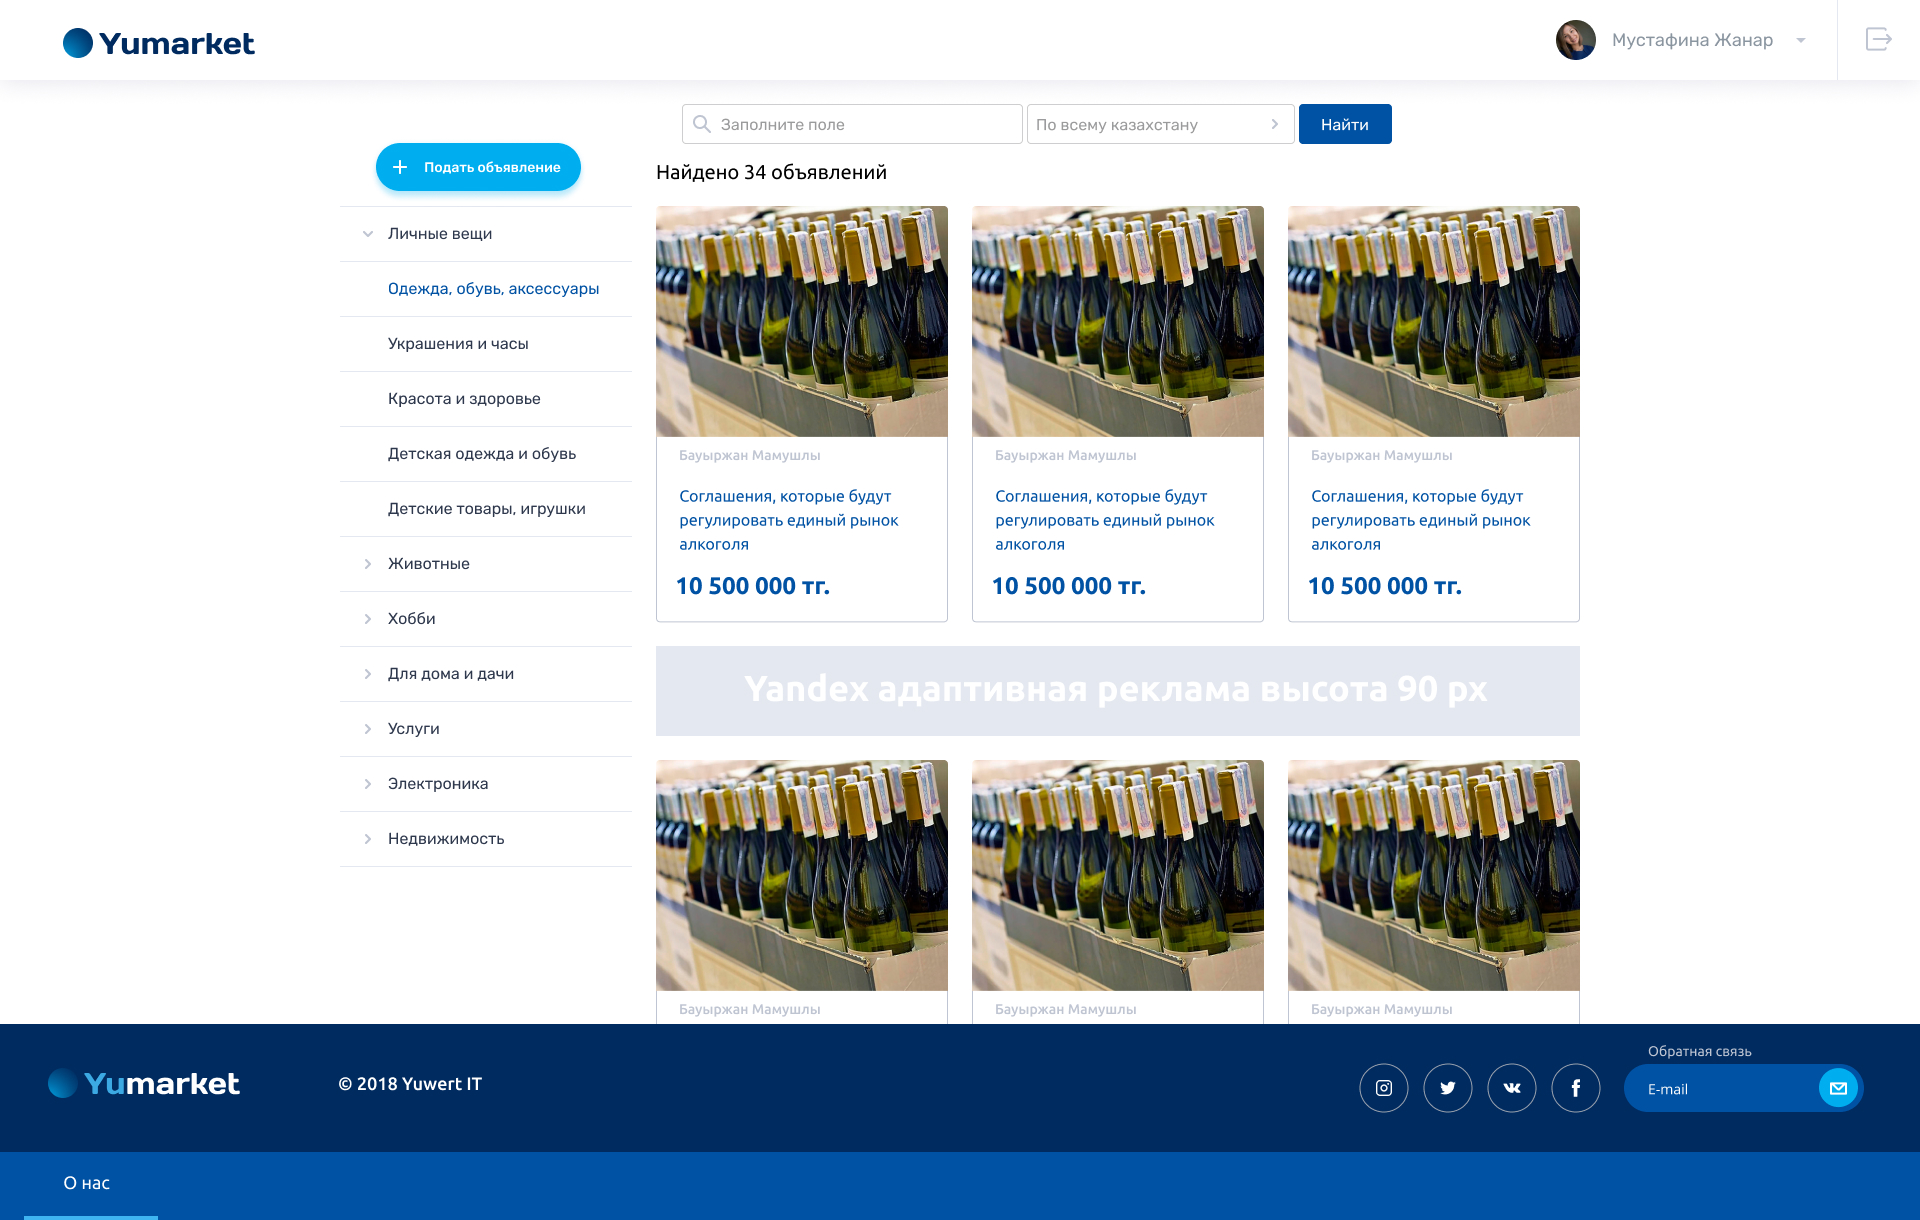 Yumarket
Мустафина Жанар
Заполните поле
По всему казахстану
Найти
Подать объявление
Найдено 34 объявлений
Личные вещи
Одежда, обувь, аксессуары
Украшения и часы
Красота и здоровье
Детская одежда и обувь
Детские товары, игрушки
Животные
Хобби
Для дома и дачи
Услуги
Электроника
Недвижимость
Бауыржан Мамушлы
Соглашения, которые будут
регулировать единый рынок
алкоголя
10 500 000 тг.
Бауыржан Мамушлы
Соглашения, которые будут
регулировать единый рынок
алкоголя
10 500 000 тг.
Бауыржан Мамушлы
Соглашения, которые будут
регулировать единый рынок
алкоголя
10 500 000 тг.
Yandex адаптивная реклама высота 90 px
Бауыржан Мамушлы
Бауыржан Мамушлы
Бауыржан Мамушлы
Yumarket
© 2018 Yuwert IT
Обратная связь
E-mail
О нас